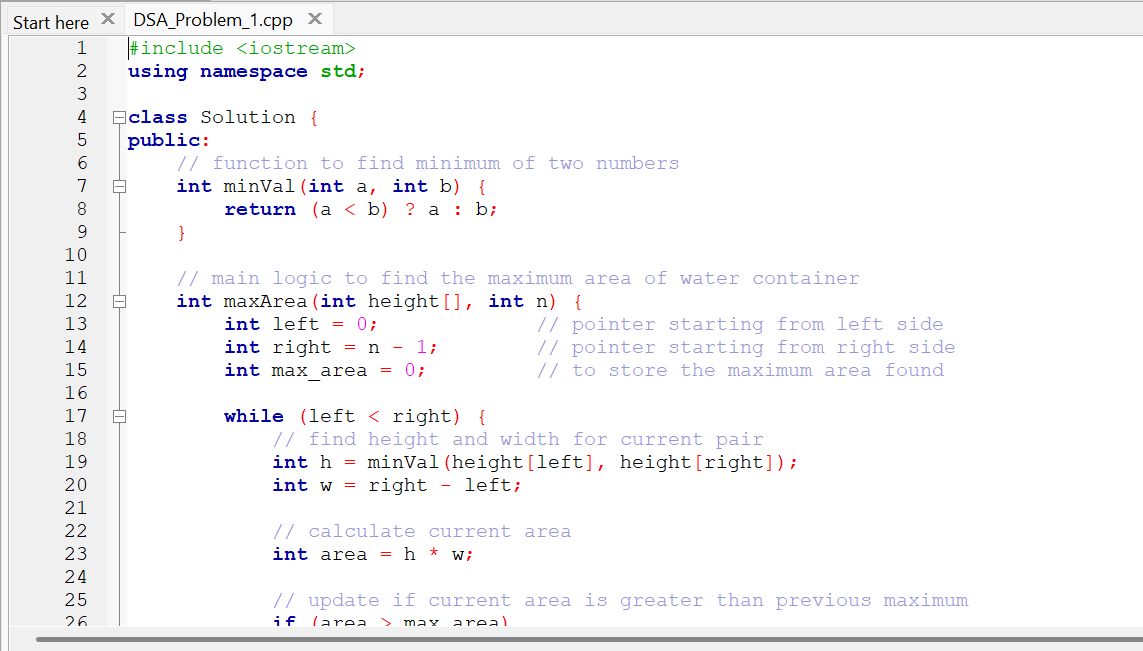 Start here × DSA_Problem_1.cpp ×
1 #include <iostream>
2 using namespace std;
3
4 class Solution {
5 public:
6 // function to find minimum of two numbers
7 int minVal(int a, int b) {
8 return (a < b) ? a : b;
9 }
10
11 // main logic to find the maximum area of water container
12 int maxArea(int height[], int n) {
13 int left = 0; // pointer starting from left side
14 int right = n - 1; // pointer starting from right side
15 int max_area = 0; // to store the maximum area found
16
17 while (left < right) {
18 // find height and width for current pair
19 int h = minVal(height[left], height[right]);
20 int w = right - left;
21
22 // calculate current area
23 int area = h * w;
24
25 // update if current area is greater than previous maximum
26 if (area > max_area)